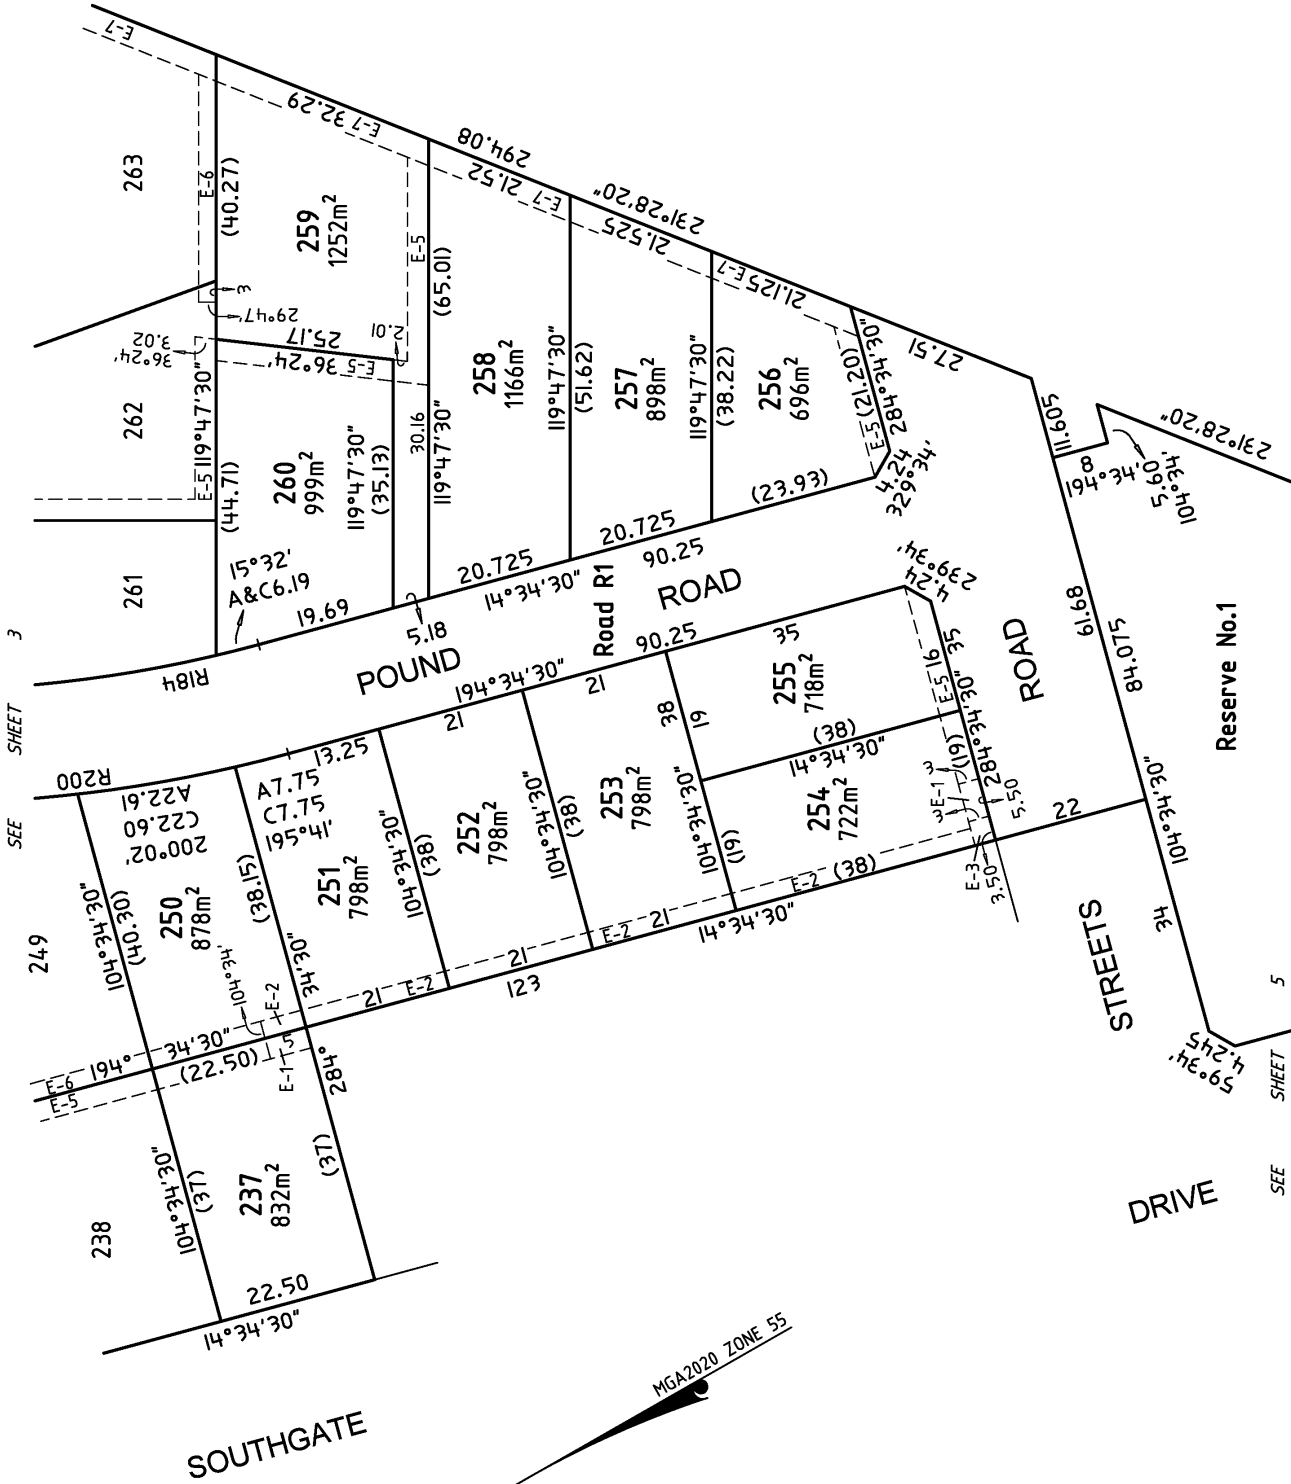 E-7
263
E-6
(40.27)
32.29
E-7
259
1252m²
E-5
294.08
21.52
E-7
231°28'20"
21.525
E-7
21.125
(65.01)
3
29°47'
25.17
36°24'
E-5
2.01
3.02
36°24'
262
119°47'30"
E-5
(44.71)
260
999m²
119°47'30"
(35.13)
30.16
119°47'30"
258
1166m²
119°47'30"
(51.62)
257
898m²
119°47'30"
(38.22)
256
696m²
E-5
(21.20)
284°34'30"
27.51
11.605
8
194°34'
5.60
104°34'
231°28'20"
4.24
329°34'
(23.93)
20.725
20.725
90.25
14°34'30"
Road R1
ROAD
POUND
261
15°32'
A&C6.19
19.69
5.18
R184
SEE SHEET 3
R200
A22.61
C22.60
200°02'
A7.75
C7.75
195°41'
13.25
21
194°34'30"
21
90.25
35
4.24
239°34'
255
718m²
(38)
14°34'30"
38
19
104°34'30"
(19)
E-5
16
35
284°34'30"
(19)
3
E-1
3
5.50
254
722m²
E-2
(38)
E-3
3.50
22
ROAD
61.68
84.075
Reserve No.1
104°34'30"
34
STREETS
59°34'
4.245
SEE SHEET 5
DRIVE
253
798m²
104°34'30"
(38)
252
798m²
104°34'30"
(38)
251
798m²
(38.15)
34'30"
250
878m²
104°34'
E-2
104°34'30"
(40.30)
249
21
E-2
21
E-2
21
123
14°34'30"
E-6
E-5
194°
34'30"
(22.50)
5
E-1
284°
(37)
237
832m²
104°34'30"
(37)
238
22.50
14°34'30"
SOUTHGATE
MGA2020 ZONE 55